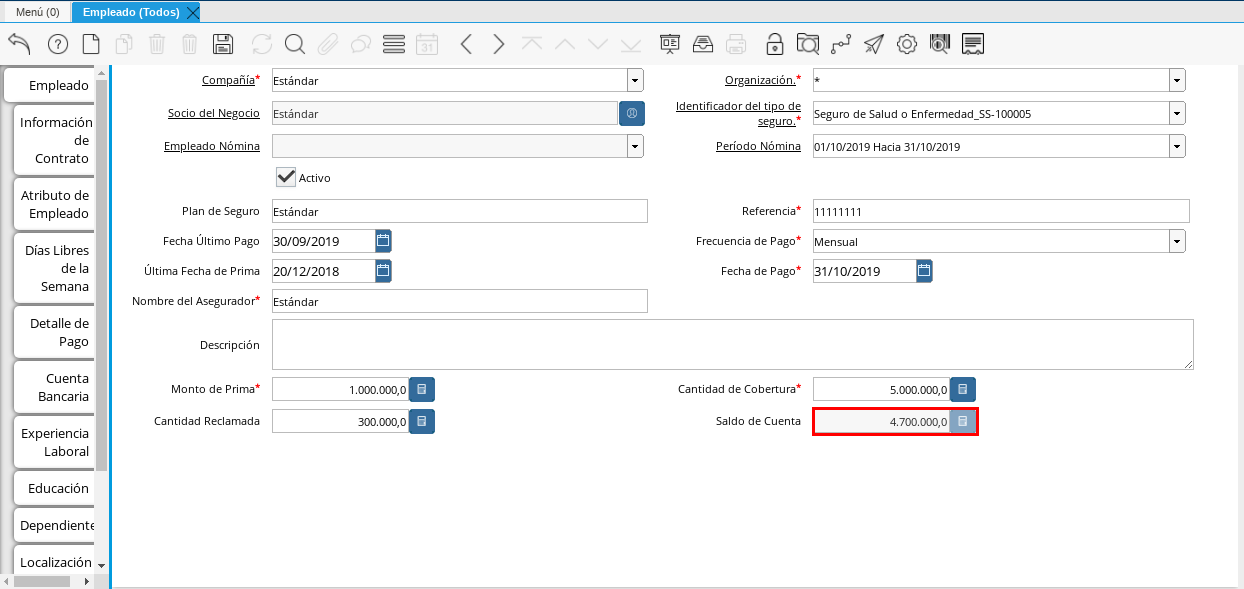 Menú (0)
Empleado (Todos)
31
Empleado
Información
de
Contrato
Atributo de
Empleado
Días Libres
de la
Semana
Detalle de
Pago
Cuenta
Bancaria
Experiencia
Laboral
Educación
Dependiente
Localización
Compañía* Estándar
Organización.* *
Socio del Negocio Estándar
Identificador del tipo de
seguro.* Seguro de Salud o Enfermedad_SS-100005
Empleado Nómina
Período Nómina 01/10/2019 Hacia 31/10/2019
Activo
Plan de Seguro Estándar
Referencia* 11111111
Fecha Último Pago 30/09/2019
Frecuencia de Pago* Mensual
Última Fecha de Prima 20/12/2018
Fecha de Pago* 31/10/2019
Nombre del Asegurador* Estándar
Descripción
Monto de Prima* 1.000.000,0
Cantidad de Cobertura* 5.000.000,0
Cantidad Reclamada 300.000,0
Saldo de Cuenta 4.700.000,0